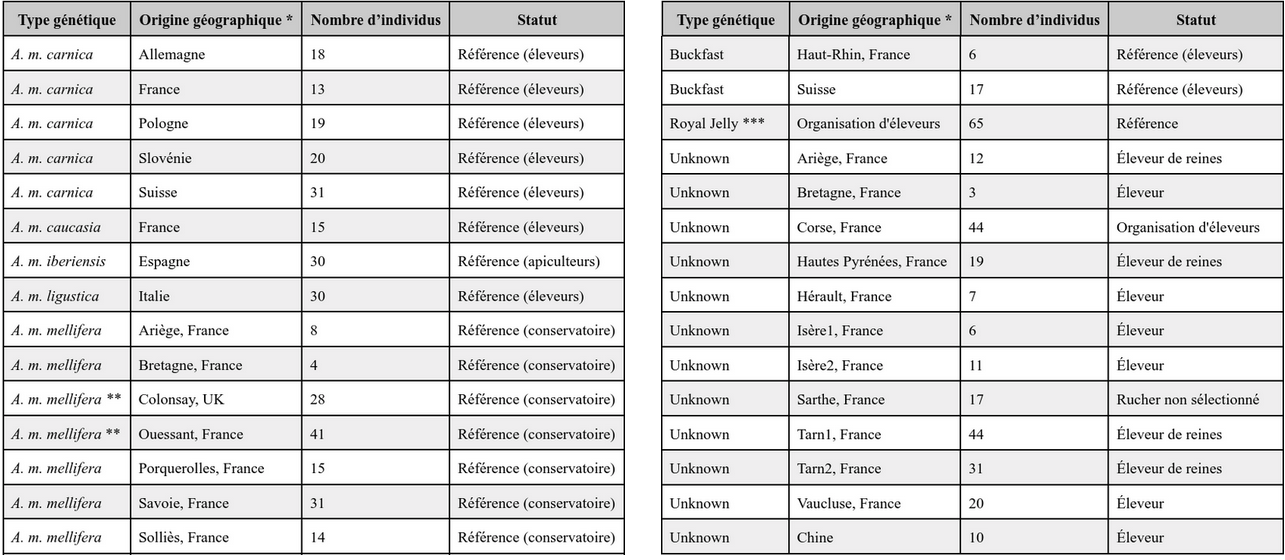 Type génétique Origine géographique * Nombre d’individus Statut
A. m. carnica Allemagne 18 Référence (éleveurs)
A. m. carnica France 13 Référence (éleveurs)
A. m. carnica Pologne 19 Référence (éleveurs)
A. m. carnica Slovénie 20 Référence (éleveurs)
A. m. carnica Suisse 31 Référence (éleveurs)
A. m. caucasia France 15 Référence (éleveurs)
A. m. iberiensis Espagne 30 Référence (apiculteurs)
A. m. ligustica Italie 30 Référence (éleveurs)
A. m. mellifera Ariège, France 8 Référence (conservatoire)
A. m. mellifera Bretagne, France 4 Référence (conservatoire)
A. m. mellifera ** Colonsay, UK 28 Référence (conservatoire)
A. m. mellifera ** Ouessant, France 41 Référence (conservatoire)
A. m. mellifera Porquerolles, France 15 Référence (conservatoire)
A. m. mellifera Savoie, France 31 Référence (conservatoire)
A. m. mellifera Solliès, France 14 Référence (conservatoire)
Type génétique Origine géographique * Nombre d’individus Statut
Buckfast Haut-Rhin, France 6 Référence (éleveurs)
Buckfast Suisse 17 Référence (éleveurs)
Royal Jelly *** Organisation d'éleveurs 65 Référence
Unknown Ariège, France 12 Éleveur de reines
Unknown Bretagne, France 3 Éleveur
Unknown Corse, France 44 Organisation d'éleveurs
Unknown Hautes Pyrénées, France 19 Éleveur de reines
Unknown Hérault, France 7 Éleveur
Unknown Isère1, France 6 Éleveur
Unknown Isère2, France 11 Éleveur
Unknown Sarthe, France 17 Rucher non sélectionné
Unknown Tarn1, France 44 Éleveur de reines
Unknown Tarn2, France 31 Éleveur de reines
Unknown Vaucluse, France 20 Éleveur
Unknown Chine 10 Éleveur